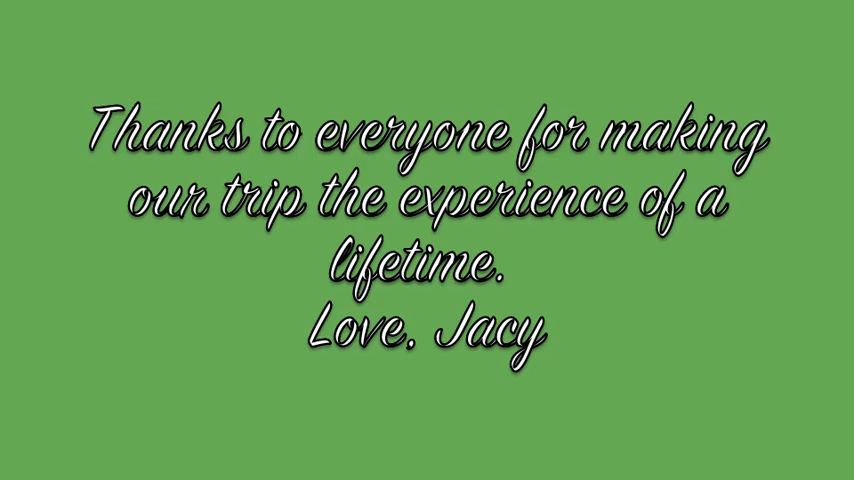 Thanks to everyone for making
our trip the experience of a
lifetime.
Love, Jacy